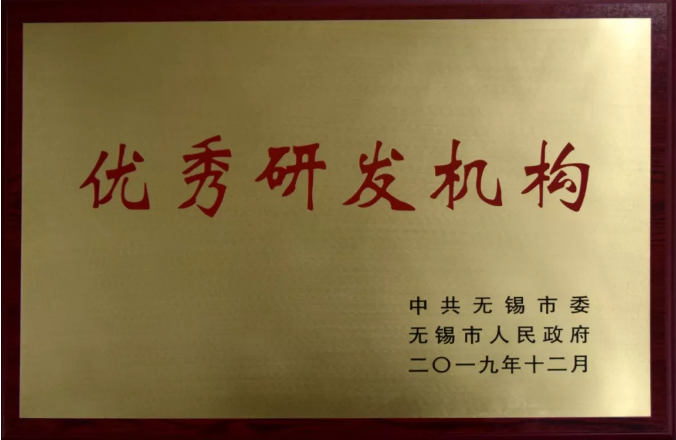 优秀研发机构
中共无锡市委
无锡市人民政府
二〇一九年十二月